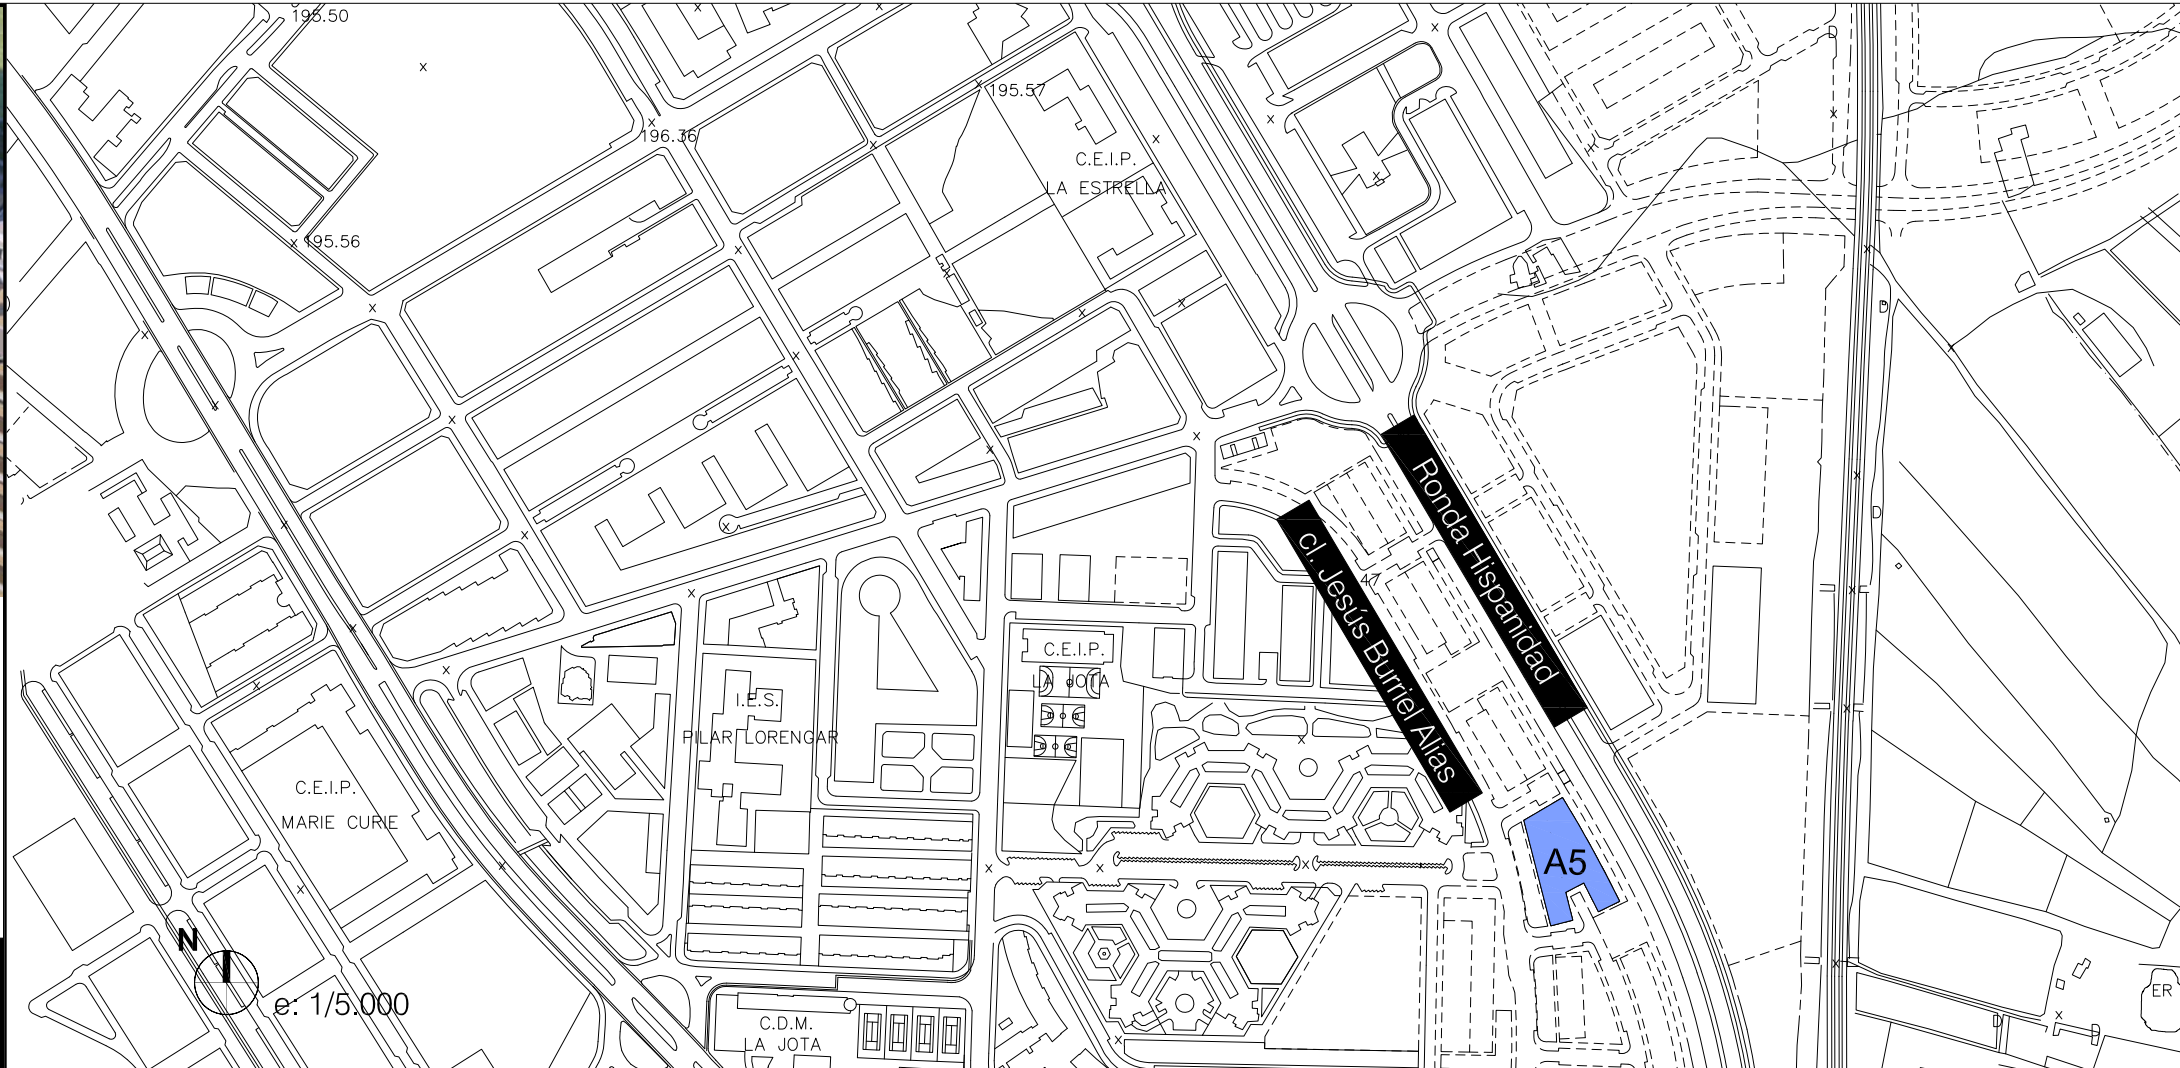 195.50
195.57
196.36
C.E.I.P.
LA ESTRELLA
195.56
Ronda Hispanidad
cl. Jesús Burriel Alias
47
C.E.I.P.
LA JOTA
I.E.S.
PILAR LORENGAR
C.E.I.P.
MARIE CURIE
A5
N
e: 1/5.000
C.D.M.
LA JOTA
ER